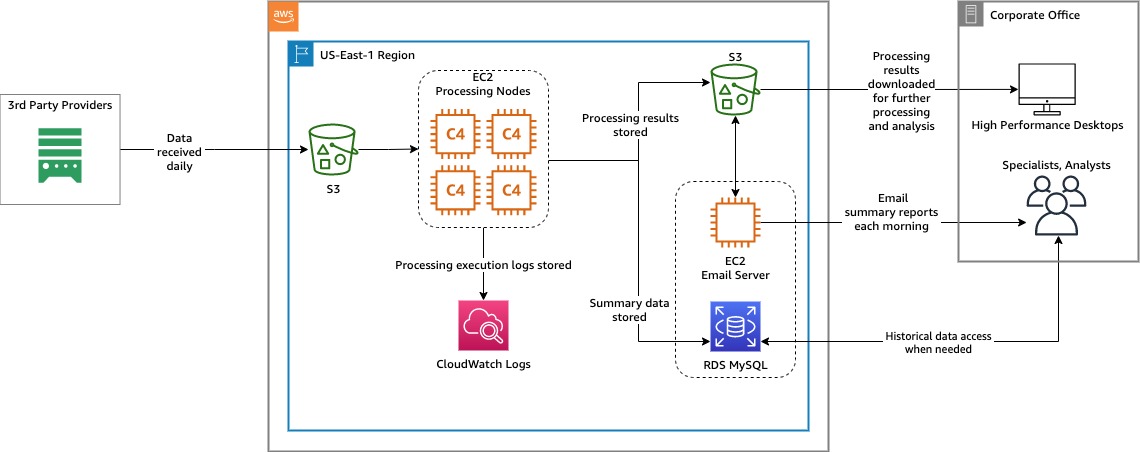 aws
US-East-1 Region
Corporate Office
3rd Party Providers
Data
received
daily
S3
EC2
Processing Nodes
C4
C4
C4
C4
Processing execution logs stored
CloudWatch Logs
Processing results
stored
Summary data
stored
S3
EC2
Email Server
RDS MySQL
Processing
results
downloaded
for further
processing
and analysis
High Performance Desktops
Specialists, Analysts
Email
summary reports
each morning
Historical data access
when needed